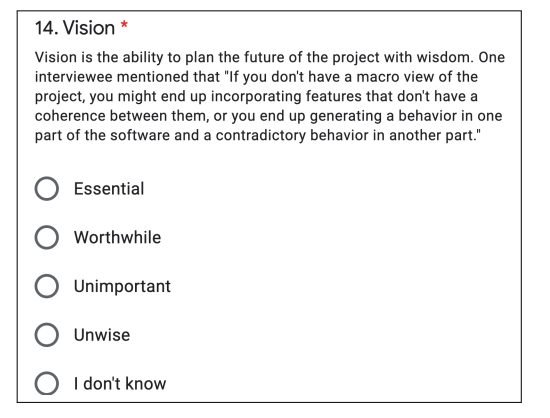 14. Vision *
Vision is the ability to plan the future of the project with wisdom. One
interviewee mentioned that "If you don't have a macro view of the
project, you might end up incorporating features that don't have a
coherence between them, or you end up generating a behavior in one
part of the software and a contradictory behavior in another part."
Essential
Worthwhile
Unimportant
Unwise
I don't know